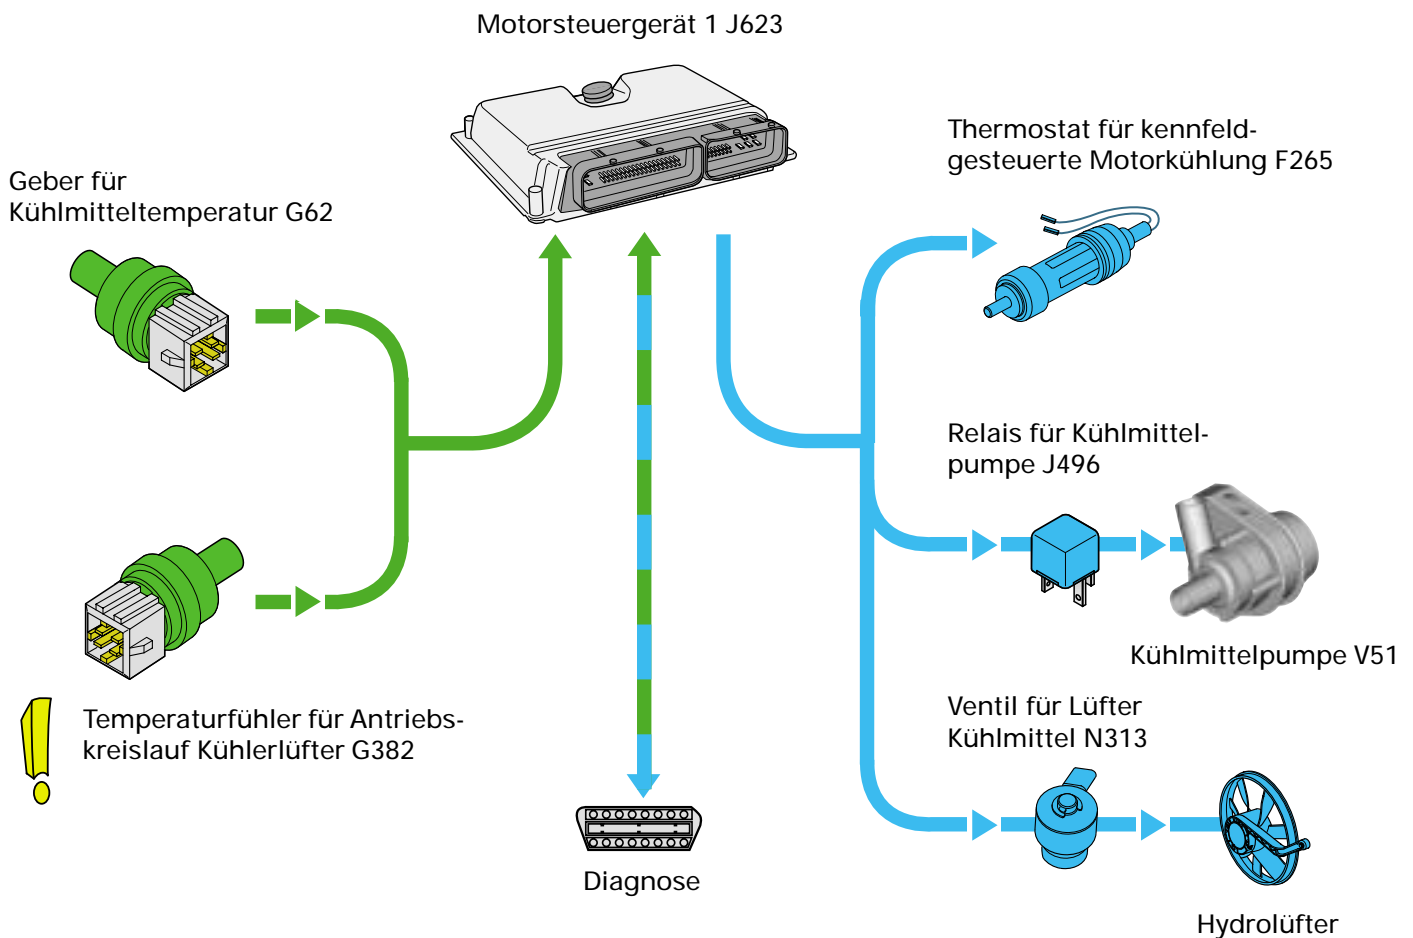 Motorsteuergerät 1 J623
Thermostat für kennfeld-
gesteuerte Motorkühlung F265
Geber für
Kühlmitteltemperatur G62
Relais für Kühlmittel-
pumpe J496
Kühlmittelpumpe V51
Temperaturfühler für Antriebs-
kreislauf Kühlerlüfter G382
Ventil für Lüfter
Kühlmittel N313
Diagnose
Hydrolüfter